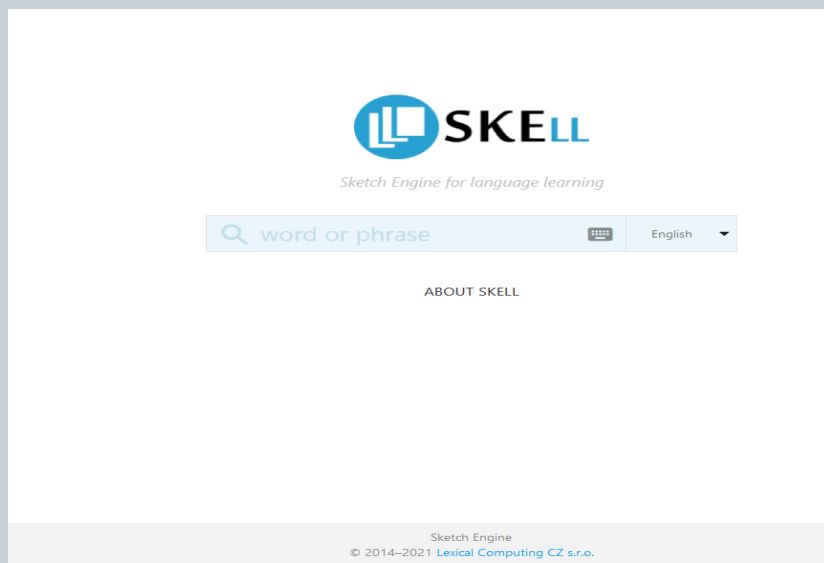 SKELL
Sketch Engine for language learning
word or phrase English
ABOUT SKELL
Sketch Engine
© 2014–2021 Lexical Computing CZ s.r.o.